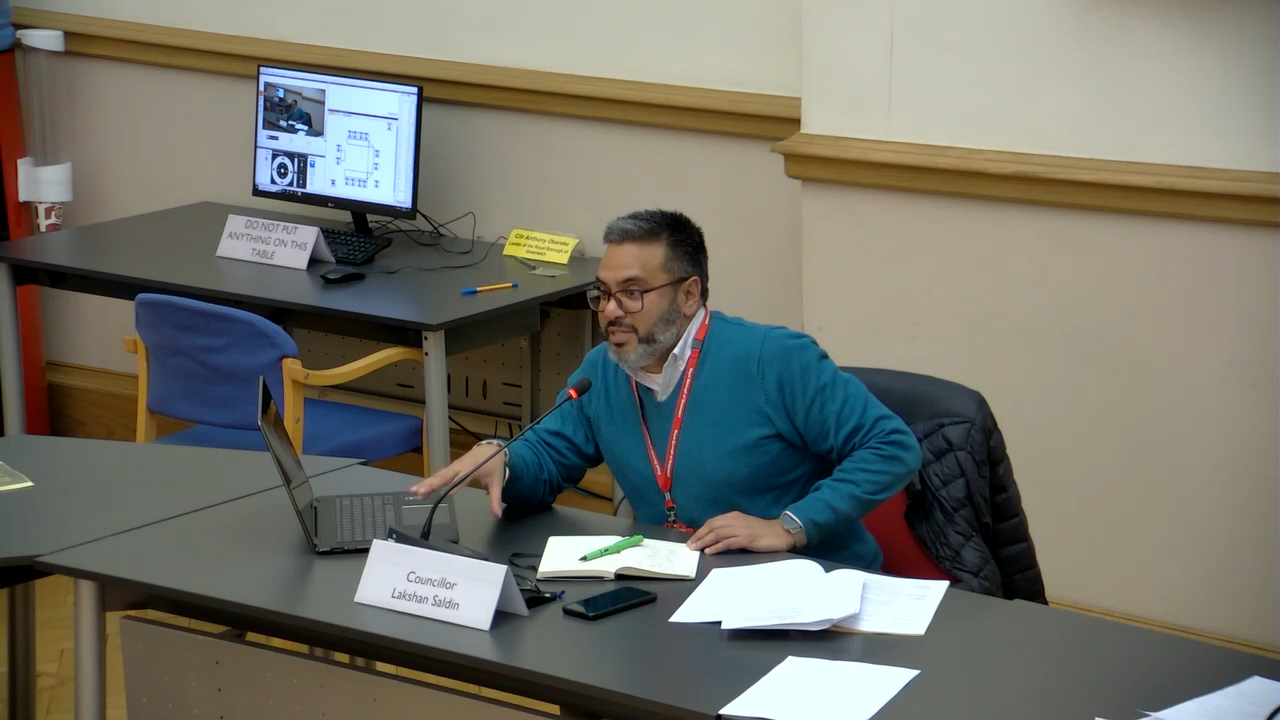 DO NOT PUT
ANYTHING ON THIS
TABLE
Cllr Anthony Okereke
Leader of the Royal Borough of
Greenwich
Councillor
Lakshan Saldin